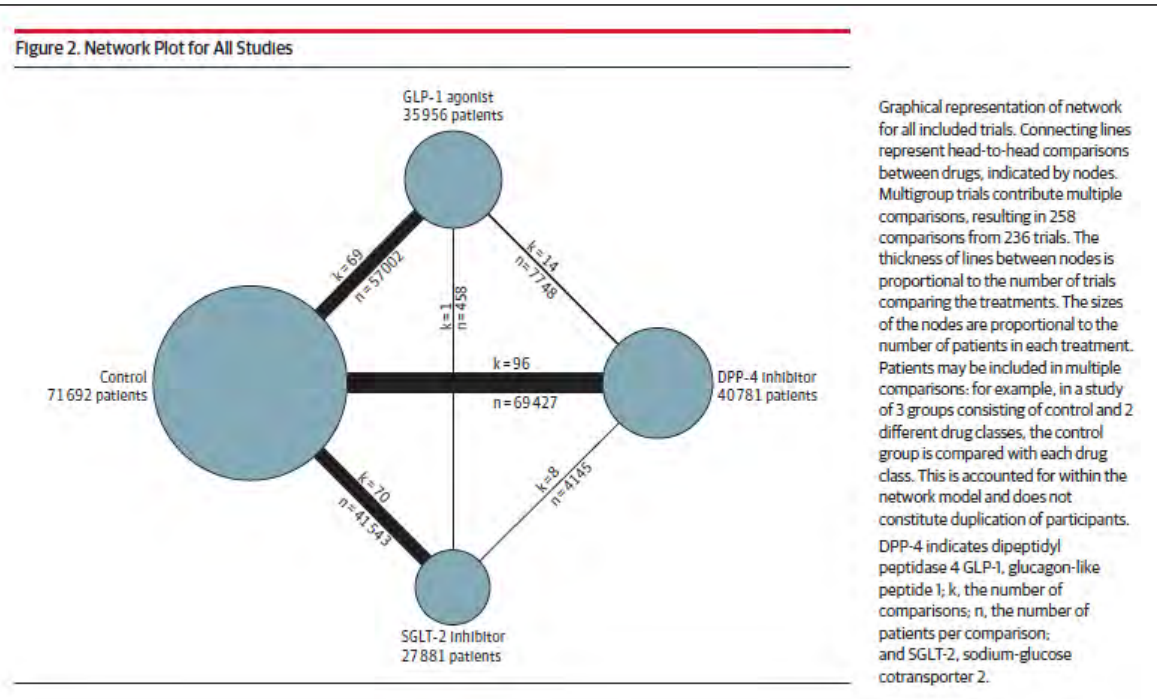 Figure 2. Network Plot for All Studies
GLP-1 agonist
35 956 patients
k=69
n=57002
k=14
n=7748
k=1
n=458
Control
71 692 patients
k=96
n=69427
DPP-4 Inhibitor
40 781 patients
k=70
n=41543
k=8
n=4145
SGLT-2 Inhibitor
27 881 patients
Graphical representation of network
for all included trials. Connecting lines
represent head-to-head comparisons
between drugs, indicated by nodes.
Multigroup trials contribute multiple
comparisons, resulting in 258
comparisons from 236 trials. The
thickness of lines between nodes is
proportional to the number of trials
comparing the treatments. The sizes
of the nodes are proportional to the
number of patients in each treatment.
Patients may be included in multiple
comparisons: for example, in a study
of 3 groups consisting of control and 2
different drug classes, the control
group is compared with each drug
class. This is accounted for within the
network model and does not
constitute duplication of participants.
DPP-4 indicates dipeptidyl
peptidase 4 GLP-1, glucagon-like
peptide 1; k, the number of
comparisons; n, the number of
patients per comparison;
and SGLT-2, sodium-glucose
cotransporter 2.